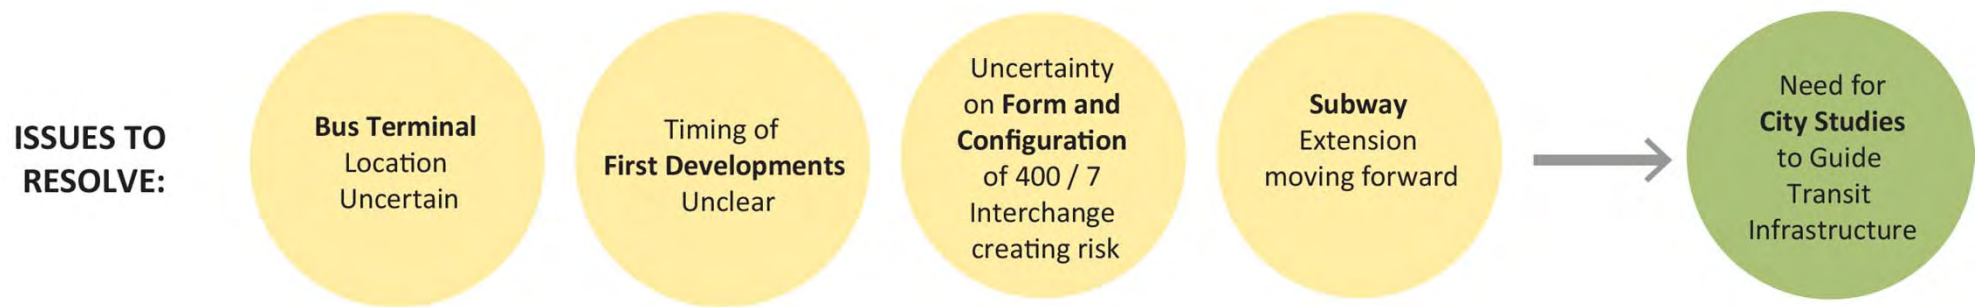 ISSUES TO
RESOLVE:
Bus Terminal
Location
Uncertain
Timing of
First Developments
Unclear
Uncertainty
on Form and
Configuration
of 400 / 7
Interchange
creating risk
Subway
Extension
moving forward
Need for
City Studies
to Guide
Transit
Infrastructure